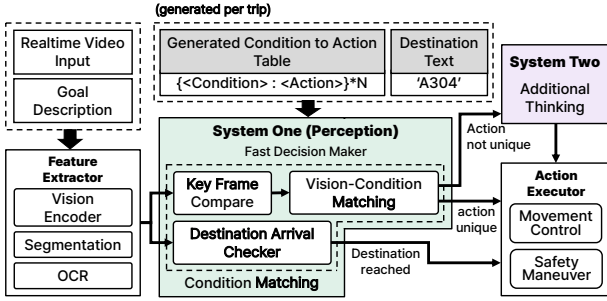 (generated per trip)
Realtime Video
Input
Goal
Description
Generated Condition to Action
Table
{<Condition> : <Action>}*N
Destination
Text
‘A304’
System Two
Additional
Thinking
System One (Perception)
Fast Decision Maker
Action
not unique
Feature
Extractor
Vision
Encoder
Segmentation
OCR
Key Frame
Compare
Vision-Condition
Matching
Destination Arrival
Checker
Condition Matching
action
unique
Destination
reached
Action
Executor
Movement
Control
Safety
Maneuver